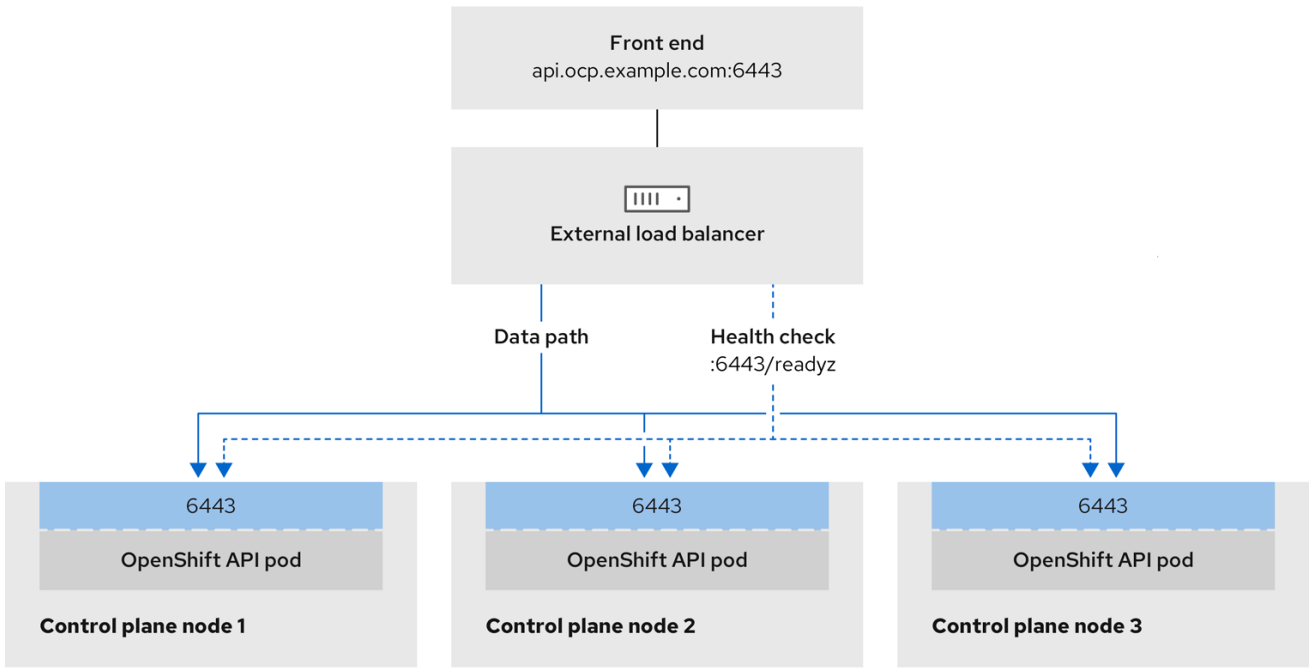 Front end
api.ocp.example.com:6443
External load balancer
Data path
Health check
:6443/readyz
6443
6443
6443
OpenShift API pod
OpenShift API pod
OpenShift API pod
Control plane node 1
Control plane node 2
Control plane node 3